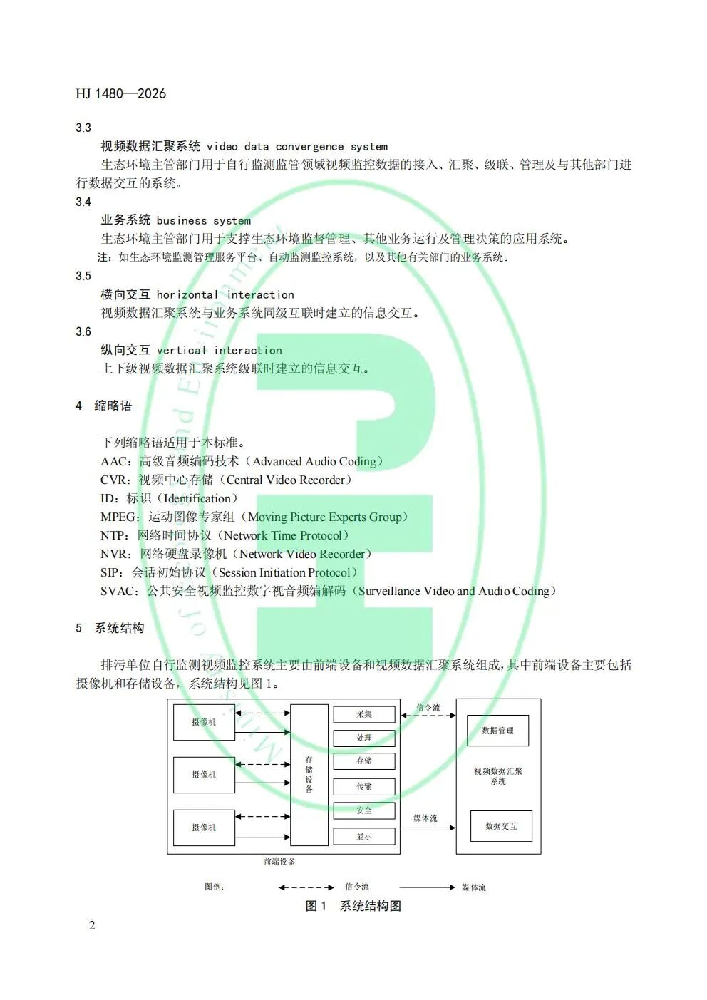 HJ 1480—2026
3.3
视频数据汇聚系统 video data convergence system
生态环境主管部门用于自行监测监管领域视频监控数据的接入、汇聚、级联、管理及与其他部门进
行数据交互的系统。
3.4
业务系统 business system
生态环境主管部门用于支撑生态环境监督管理、其他业务运行及管理决策的应用系统。
注：如生态环境监测管理服务平台、自动监测监控系统，以及其他有关部门的业务系统。
3.5
横向交互 horizontal interaction
视频数据汇聚系统与业务系统同级互联时建立的信息交互。
3.6
纵向交互 vertical interaction
上下级视频数据汇聚系统级联时建立的信息交互。
4 缩略语
下列缩略语适用于本标准。
AAC：高级音频编码技术（Advanced Audio Coding）
CVR：视频中心存储（Central Video Recorder）
ID：标识（Identification）
MPEG：运动图像专家组（Moving Picture Experts Group）
NTP：网络时间协议（Network Time Protocol）
NVR：网络硬盘录像机（Network Video Recorder）
SIP：会话初始协议（Session Initiation Protocol）
SVAC：公共安全视频监控数字视音频编解码（Surveillance Video and Audio Coding）
5 系统结构
排污单位自行监测视频监控系统主要由前端设备和视频数据汇聚系统组成，其中前端设备主要包括
摄像机和存储设备，系统结构见图 1。
摄像机
摄像机
摄像机
存储设备
采集
处理
存储
传输
安全
显示
信令流
媒体流
数据管理
视频数据汇聚
系统
数据交互
前端设备
图例：
信令流
媒体流
图 1 系统结构图
2
Ministry of Ecology and Environment